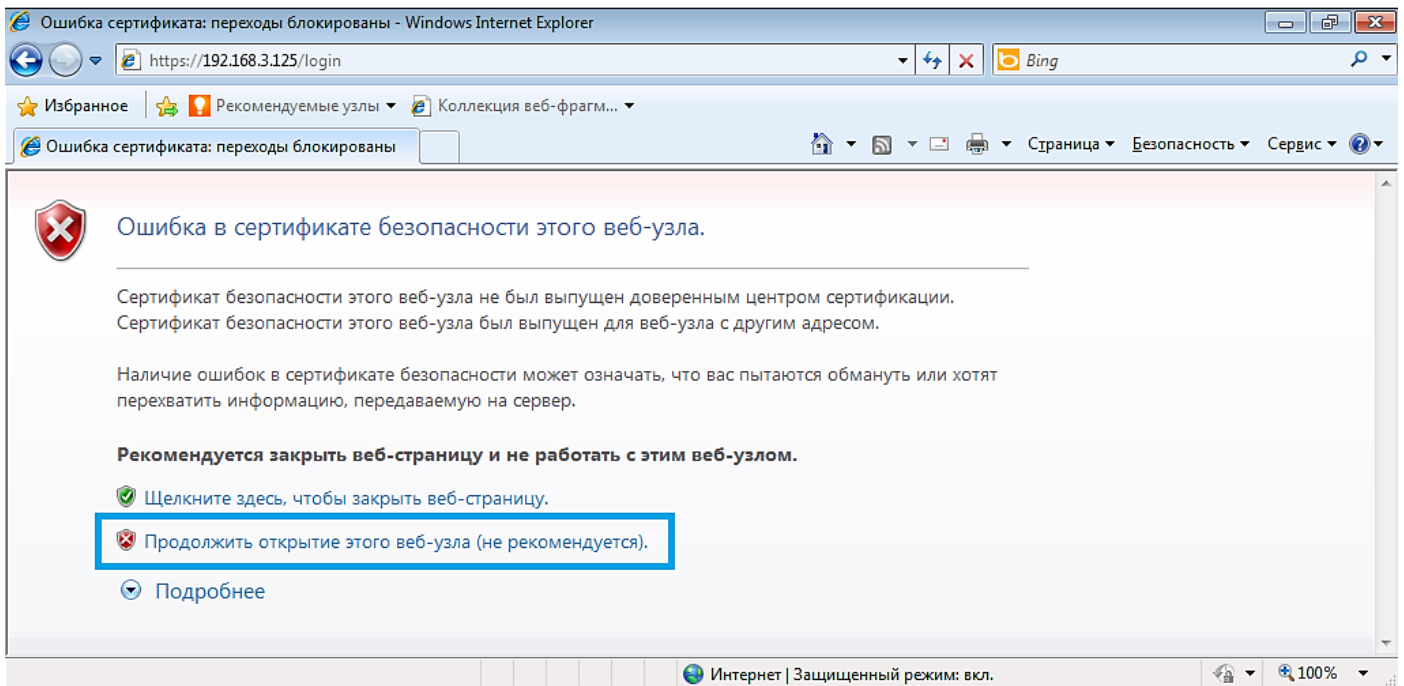 Ошибка сертификата: переходы блокированы - Windows Internet Explorer
https://192.168.3.125/login
Bing
Избранное Рекомендуемые узлы Коллекция веб-фрагм...
Ошибка сертификата: переходы блокированы
Страница Безопасность Сервис
Ошибка в сертификате безопасности этого веб-узла.
Сертификат безопасности этого веб-узла не был выпущен доверенным центром сертификации.
Сертификат безопасности этого веб-узла был выпущен для веб-узла с другим адресом.
Наличие ошибок в сертификате безопасности может означать, что вас пытаются обмануть или хотят
перехватить информацию, передаваемую на сервер.
Рекомендуется закрыть веб-страницу и не работать с этим веб-узлом.
Щелкните здесь, чтобы закрыть веб-страницу.
Продолжить открытие этого веб-узла (не рекомендуется).
Подробнее
Интернет | Защищенный режим: вкл.
100%